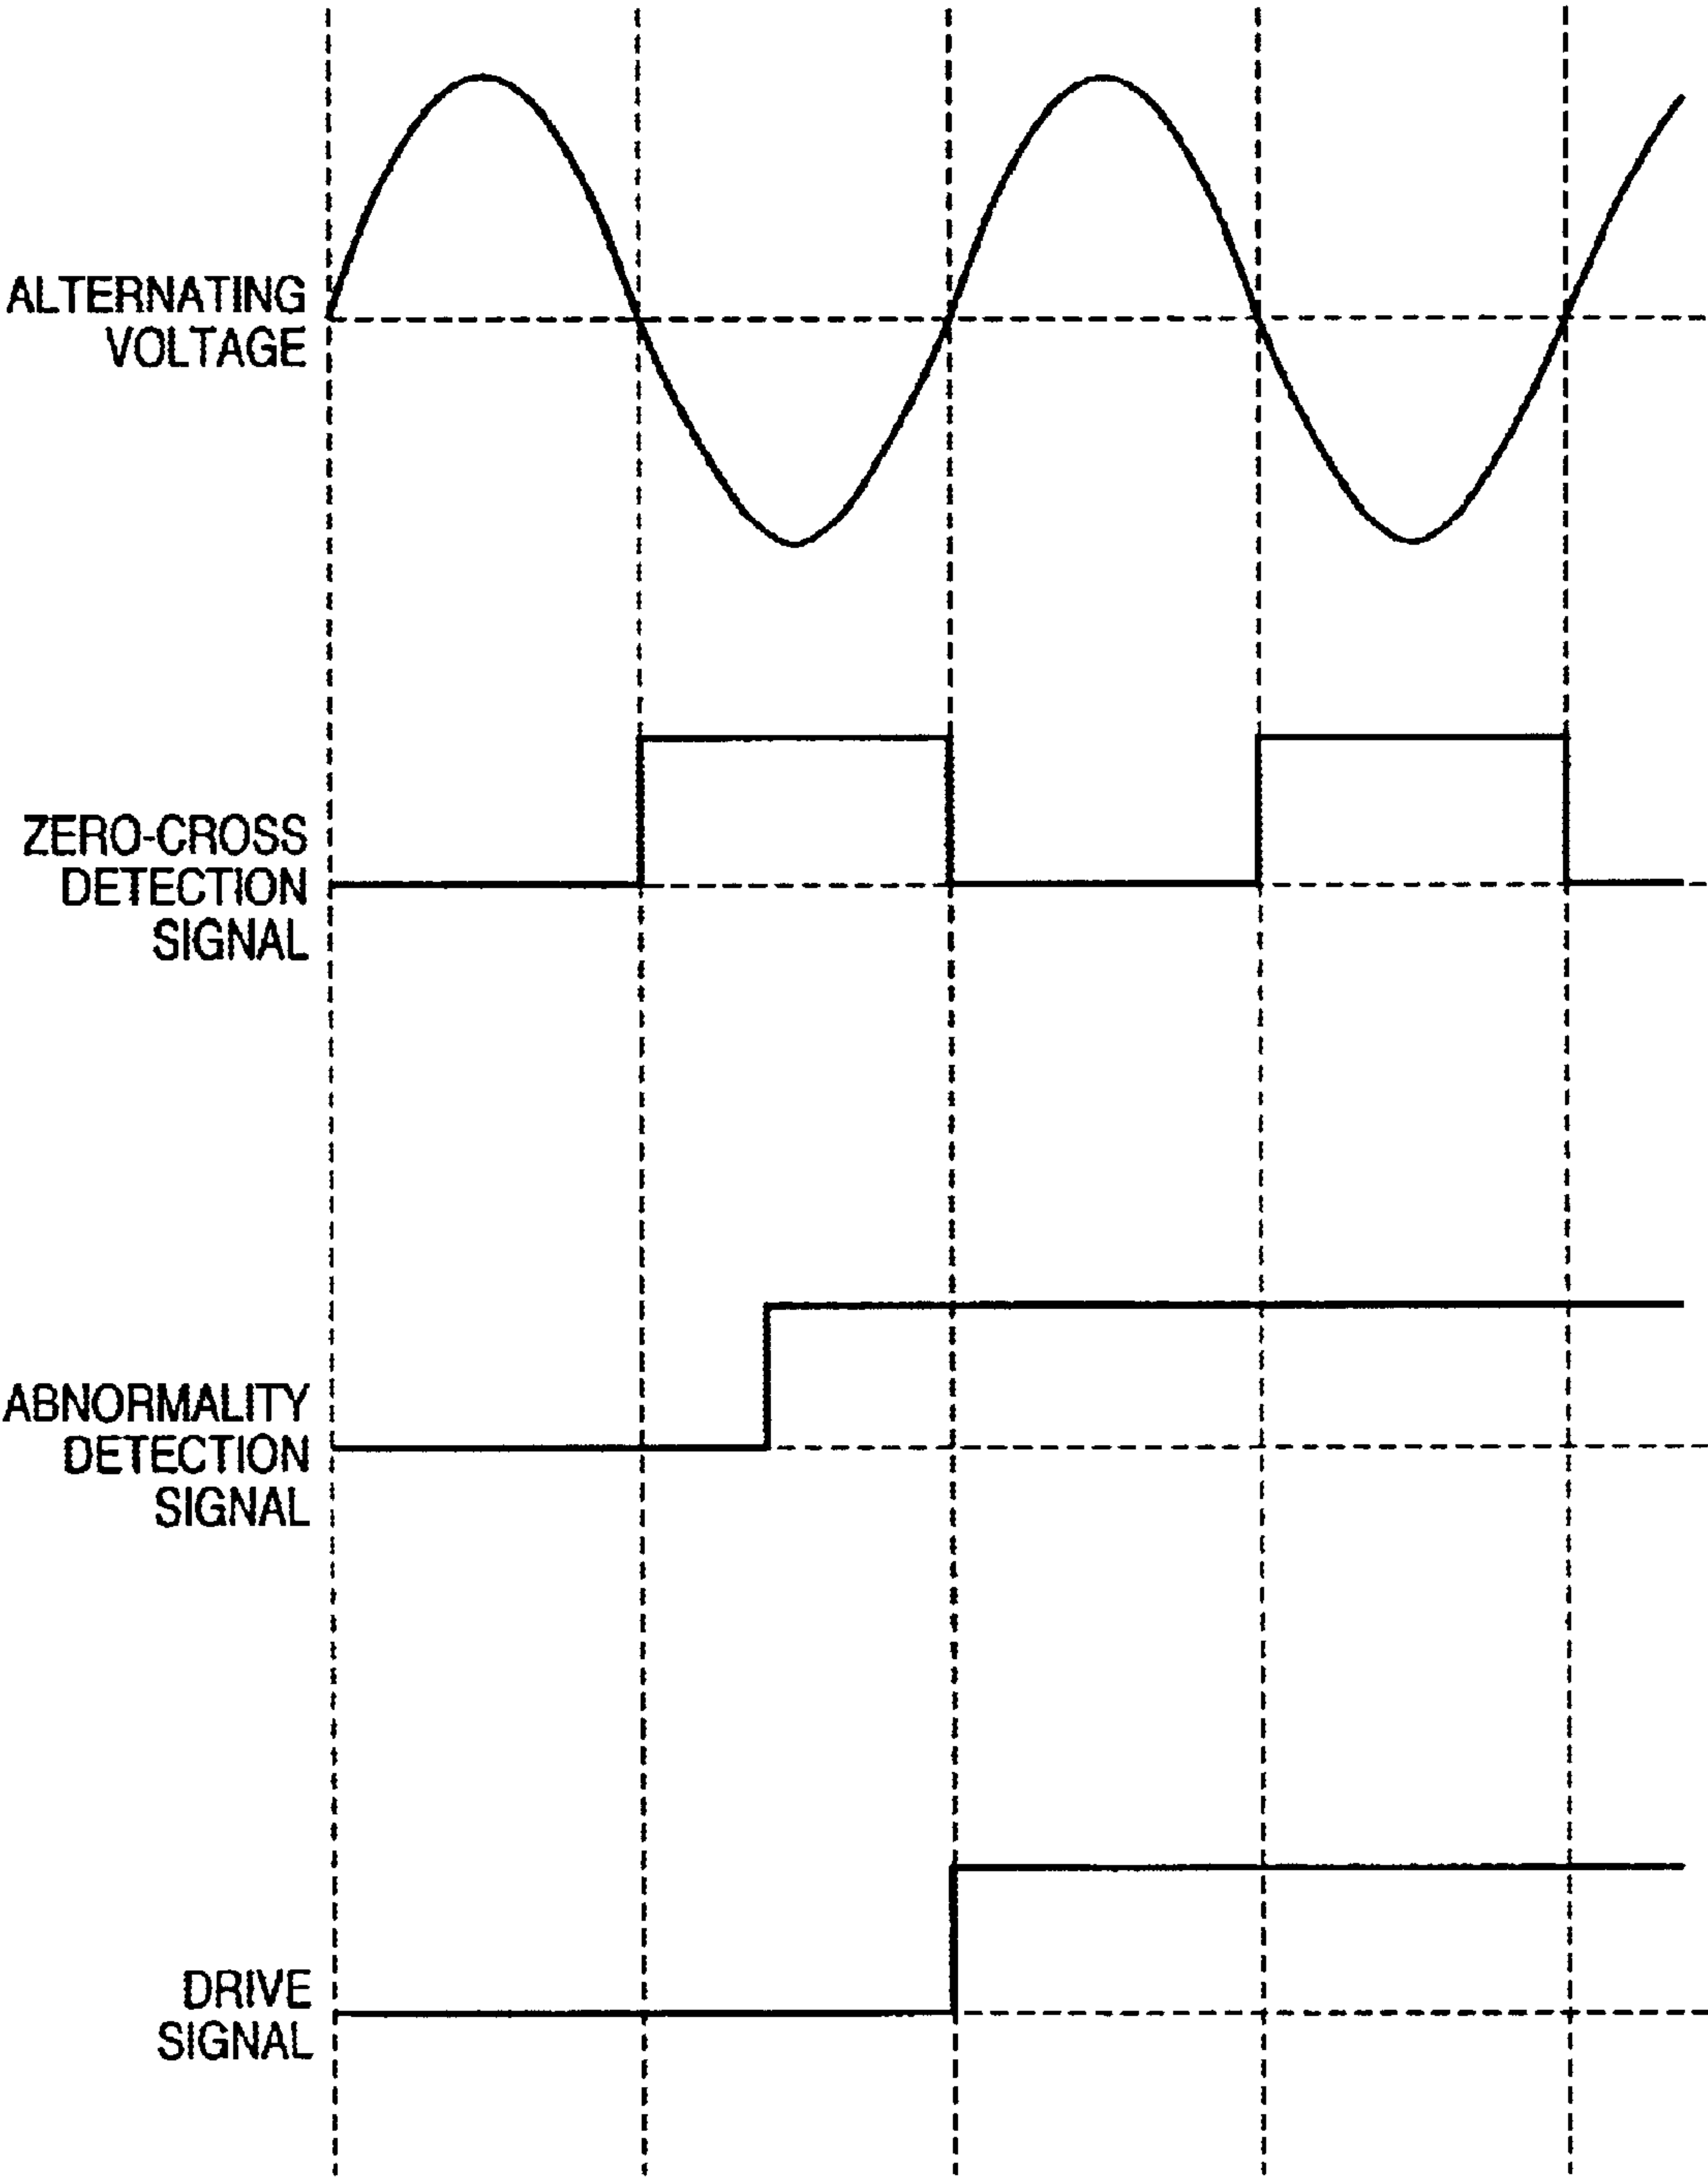 ALTERNATING
VOLTAGE
ZERO-CROSS
DETECTION
SIGNAL
ABNORMALITY
DETECTION
SIGNAL
DRIVE
SIGNAL